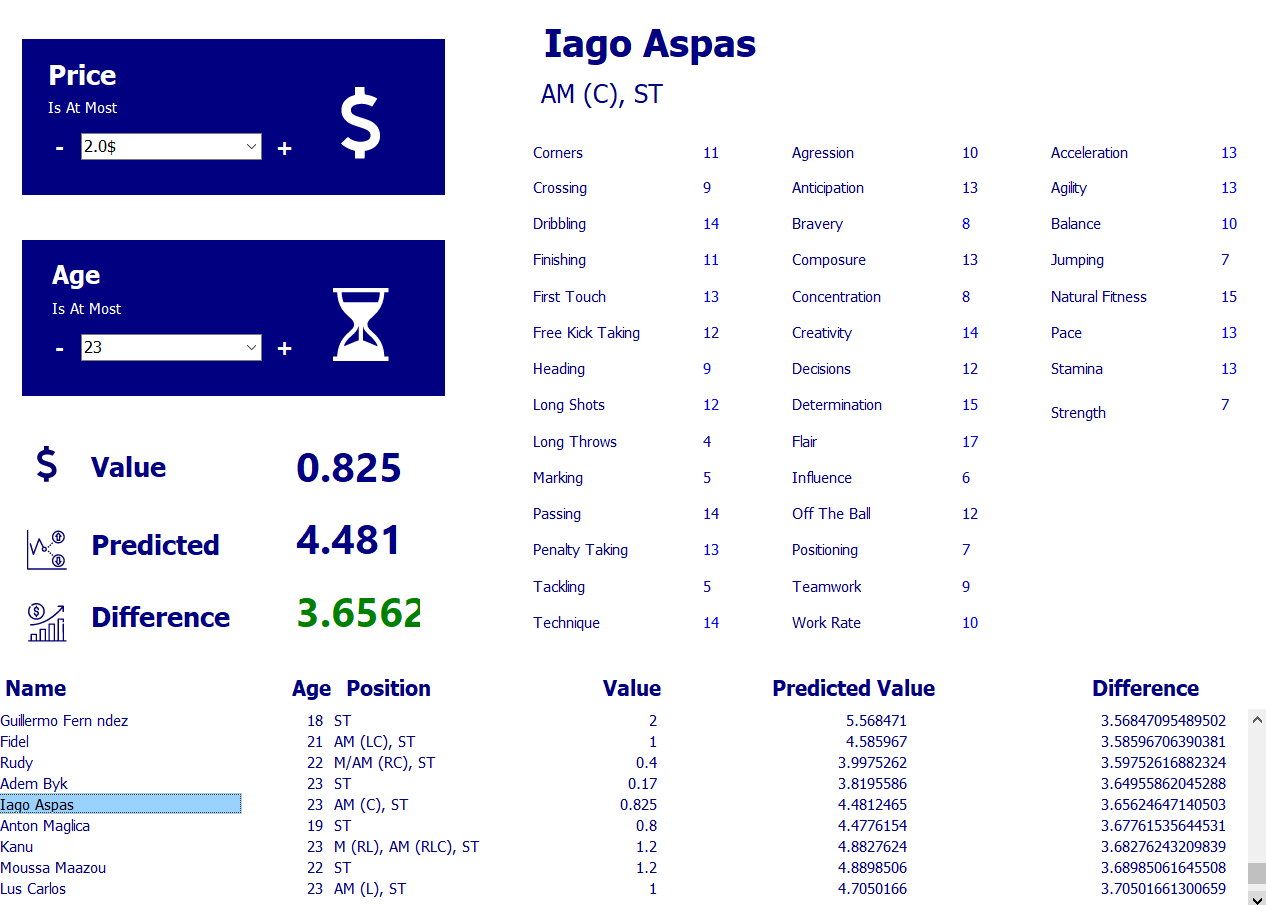 Price
Is At Most
- 2.0$ +
Age
Is At Most
- 23 +
$ Value 0.825
Predicted 4.481
Difference 3.6562
Iago Aspas
AM (C), ST
Corners 11 Agression 10 Acceleration 13
Crossing 9 Anticipation 13 Agility 13
Dribbling 14 Bravery 8 Balance 10
Finishing 11 Composure 13 Jumping 7
First Touch 13 Concentration 8 Natural Fitness 15
Free Kick Taking 12 Creativity 14 Pace 13
Heading 9 Decisions 12 Stamina 13
Long Shots 12 Determination 15 Strength 7
Long Throws 4 Flair 17
Marking 5 Influence 6
Passing 14 Off The Ball 12
Penalty Taking 13 Positioning 7
Tackling 5 Teamwork 9
Technique 14 Work Rate 10
Name Age Position Value Predicted Value Difference
Guillermo Fern ndez 18 ST 2 5.568471 3.56847095489502
Fidel 21 AM (LC), ST 1 4.585967 3.58596706390381
Rudy 22 M/AM (RC), ST 0.4 3.9975262 3.59752616882324
Adem Byk 23 ST 0.17 3.8195586 3.64955862045288
Iago Aspas 23 AM (C), ST 0.825 4.4812465 3.65624647140503
Anton Maglica 19 ST 0.8 4.4776154 3.67761535644531
Kanu 23 M (RL), AM (RLC), ST 1.2 4.8827624 3.68276243209839
Moussa Maazou 22 ST 1.2 4.8898506 3.68985061645508
Lus Carlos 23 AM (L), ST 1 4.7050166 3.70501661300659